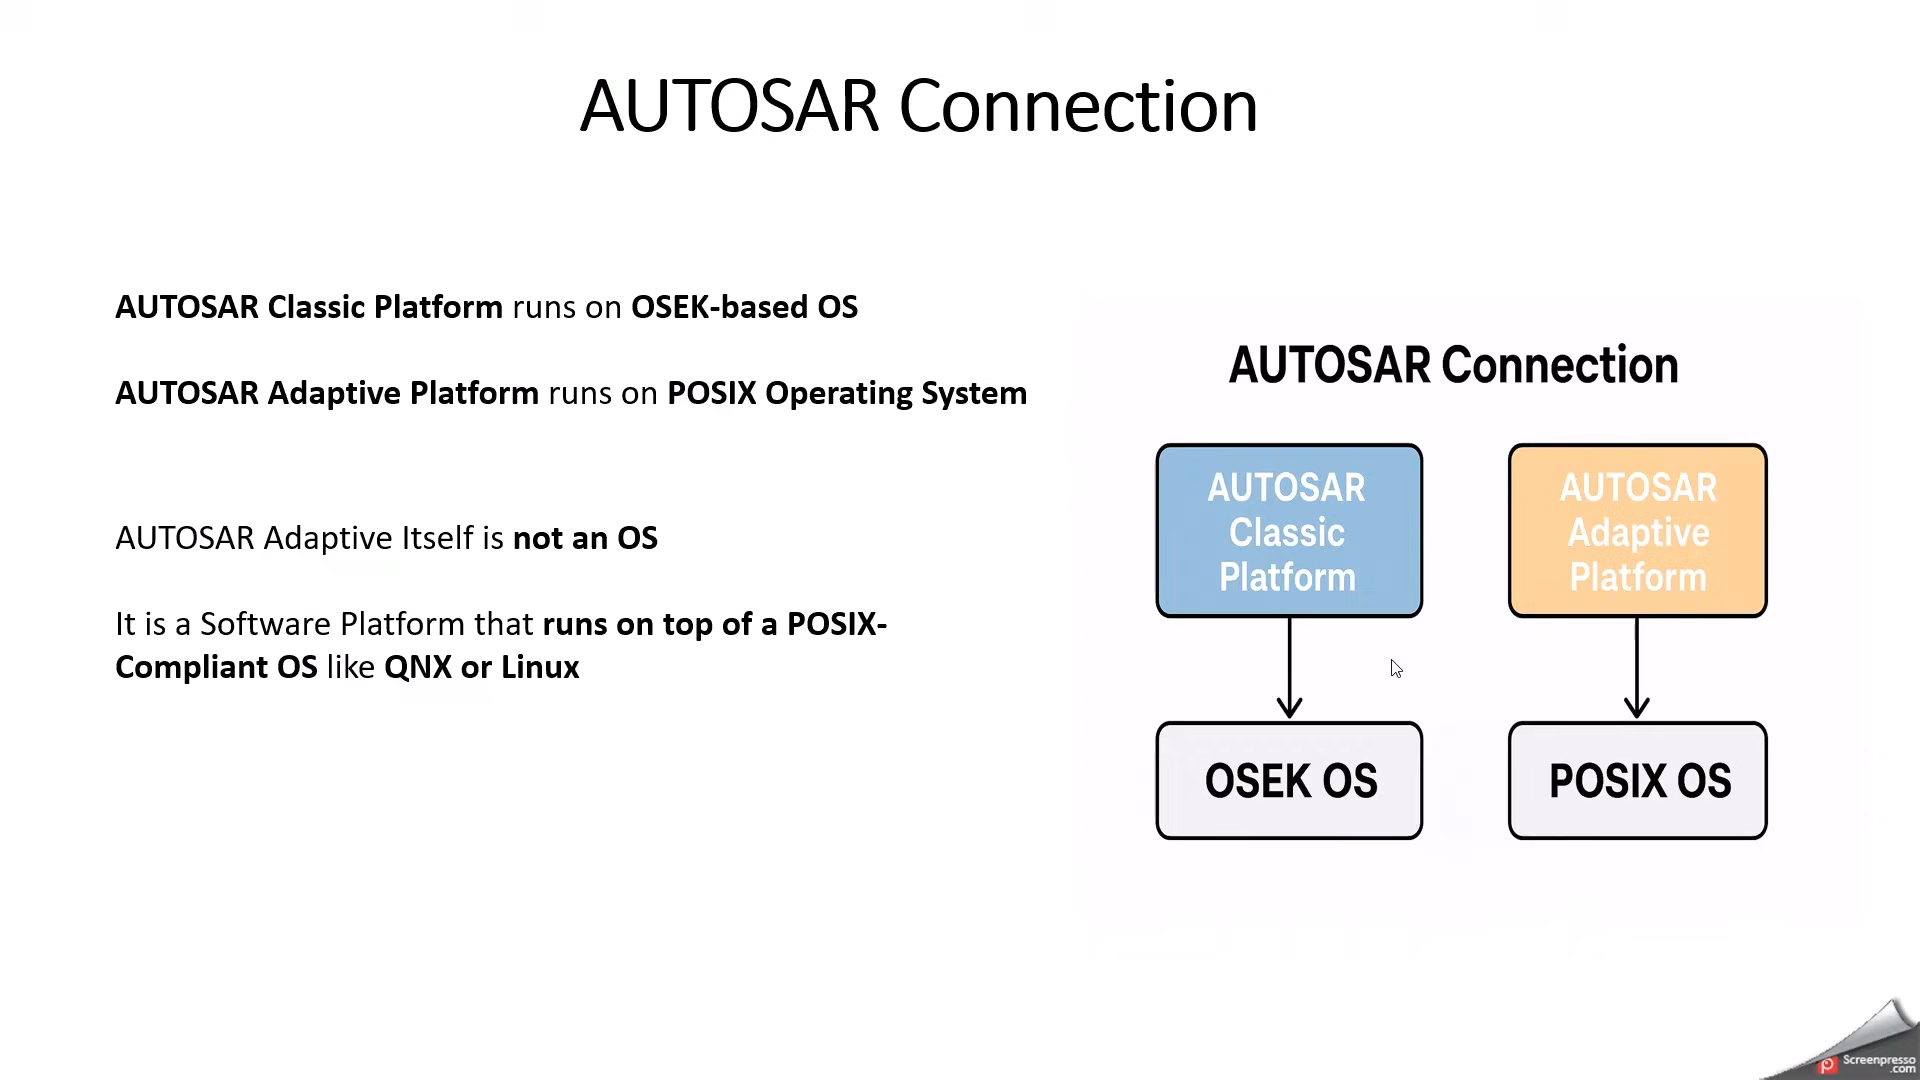 AUTOSAR Connection
AUTOSAR Classic Platform runs on OSEK-based OS
AUTOSAR Adaptive Platform runs on POSIX Operating System
AUTOSAR Adaptive Itself is not an OS
It is a Software Platform that runs on top of a POSIX-
Compliant OS like QNX or Linux
AUTOSAR Connection
AUTOSAR
Classic
Platform
AUTOSAR
Adaptive
Platform
OSEK OS
POSIX OS
Screenpresso
.com